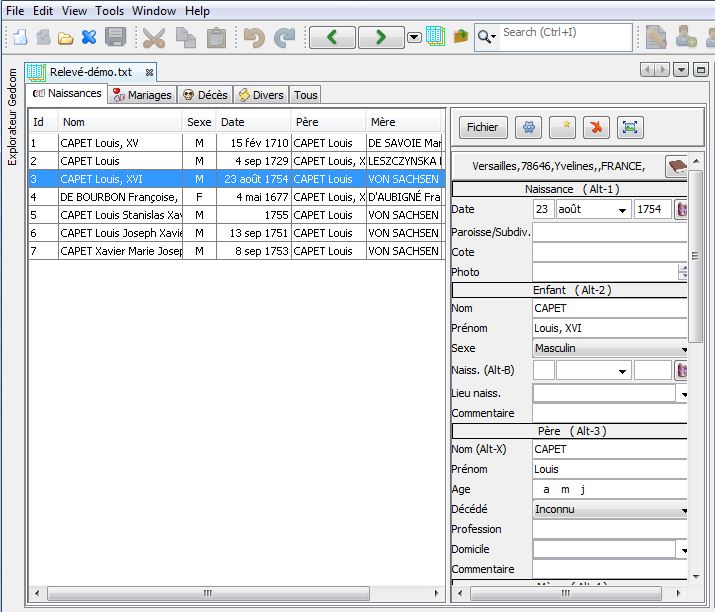 File Edit View Tools Window Help
Search (Ctrl+I)
Explorateur Gedcom
Relevé-démo.txt
Naissances Mariages Décès Divers Tous
Id Nom Sexe Date Père Mère
1 CAPET Louis, XV M 15 fév 1710 CAPET Louis DE SAVOIE Mar
2 CAPET Louis M 4 sep 1729 CAPET Louis, X LESZCZYNSKA
3 CAPET Louis, XVI M 23 août 1754 CAPET Louis VON SACHSEN
4 DE BOURBON Françoise, F 4 mai 1677 CAPET Louis, X D'AUBIGNÉ Fra
5 CAPET Louis Stanislas Xav M 1755 CAPET Louis VON SACHSEN
6 CAPET Louis Joseph Xavie M 13 sep 1751 CAPET Louis VON SACHSEN
7 CAPET Xavier Marie Josep M 8 sep 1753 CAPET Louis VON SACHSEN
Fichier
Versailles,78646,Yvelines,,FRANCE,
Naissance (Alt-1)
Date 23 août 1754
Paroisse/Subdiv.
Cote
Photo
Enfant (Alt-2)
Nom CAPET
Prénom Louis, XVI
Sexe Masculin
Naiss. (Alt-B)
Lieu naiss.
Commentaire
Père (Alt-3)
Nom (Alt-X) CAPET
Prénom Louis
Age a m j
Décédé Inconnu
Profession
Domicile
Commentaire